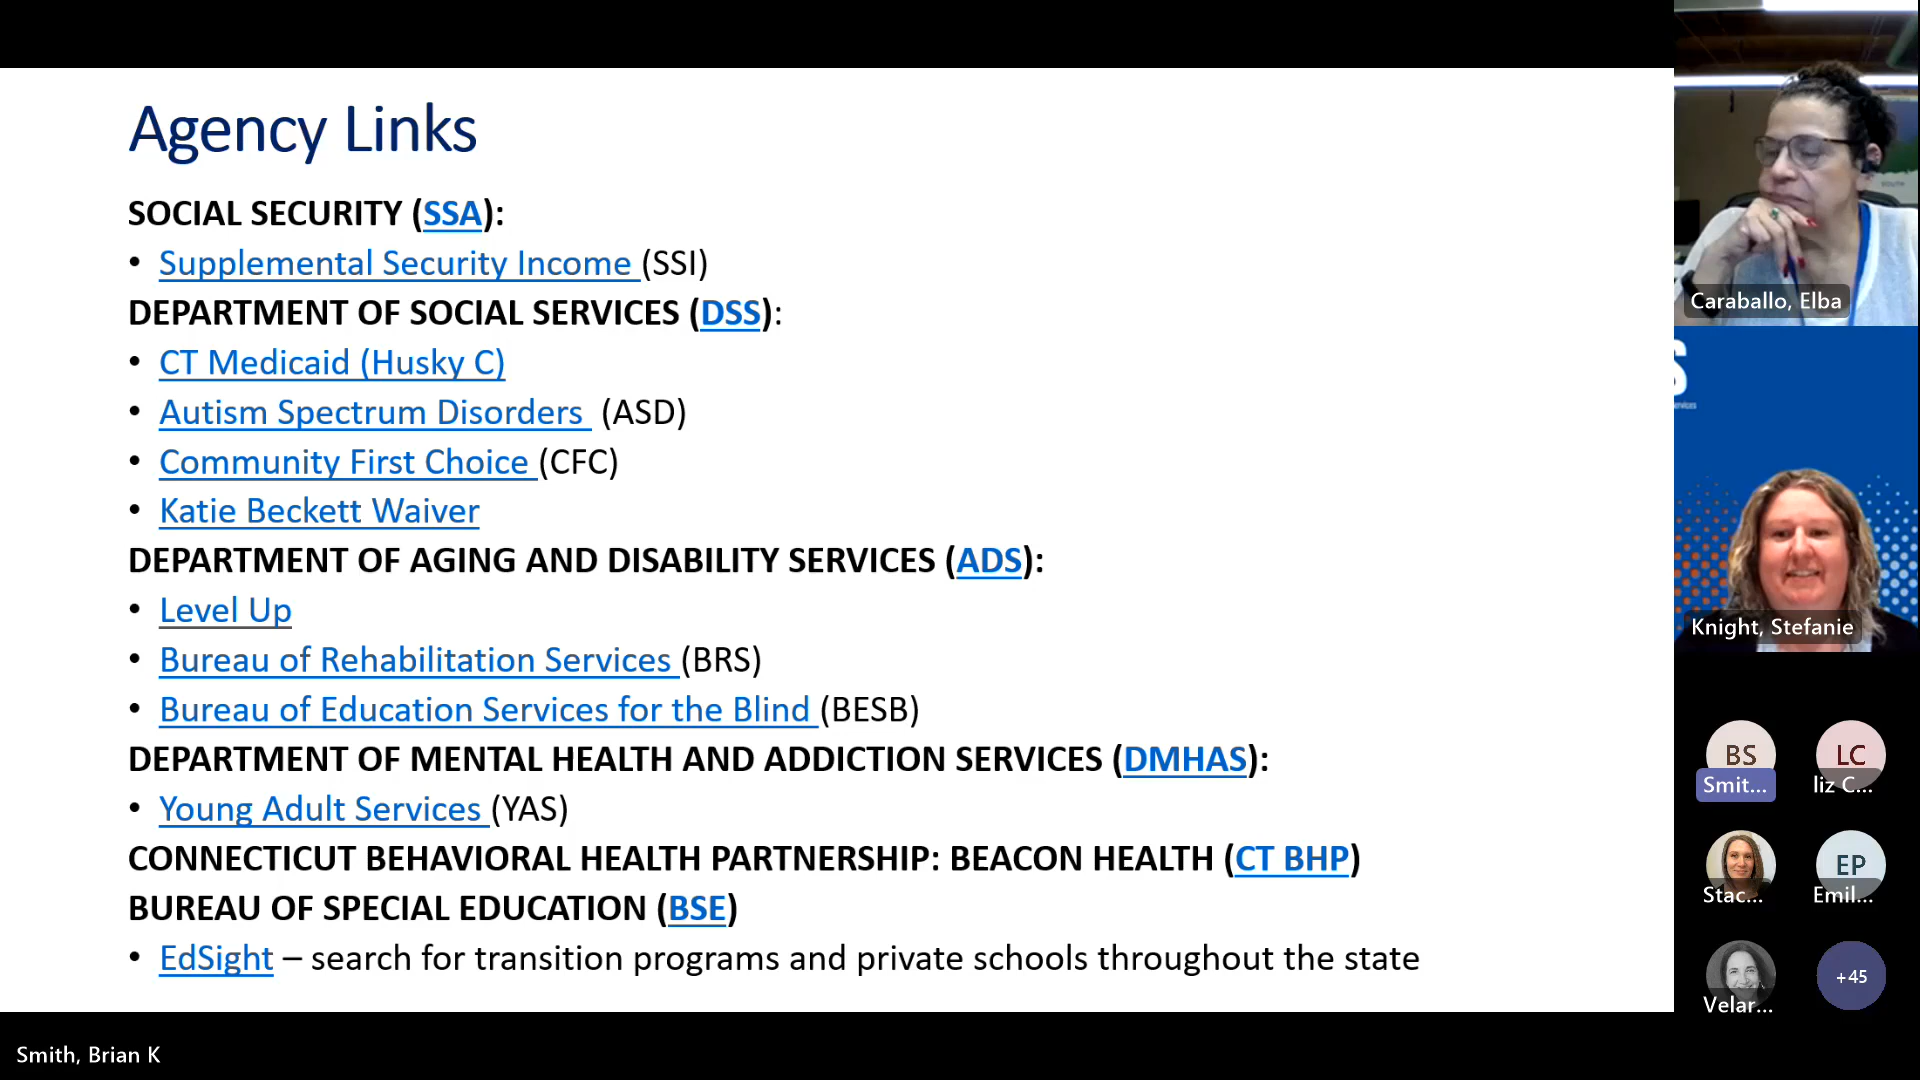 Agency Links
SOCIAL SECURITY (SSA):
• Supplemental Security Income (SSI)
DEPARTMENT OF SOCIAL SERVICES (DSS):
• CT Medicaid (Husky C)
• Autism Spectrum Disorders (ASD)
• Community First Choice (CFC)
• Katie Beckett Waiver
DEPARTMENT OF AGING AND DISABILITY SERVICES (ADS):
• Level Up
• Bureau of Rehabilitation Services (BRS)
• Bureau of Education Services for the Blind (BESB)
DEPARTMENT OF MENTAL HEALTH AND ADDICTION SERVICES (DMHAS):
• Young Adult Services (YAS)
CONNECTICUT BEHAVIORAL HEALTH PARTNERSHIP: BEACON HEALTH (CT BHP)
BUREAU OF SPECIAL EDUCATION (BSE)
• EdSight – search for transition programs and private schools throughout the state
Smith, Brian K
Caraballo, Elba
S
Knight, Stefanie
BS
Smit...
LC
liz C...
Stac...
EP
Emil...
Velar...
+45